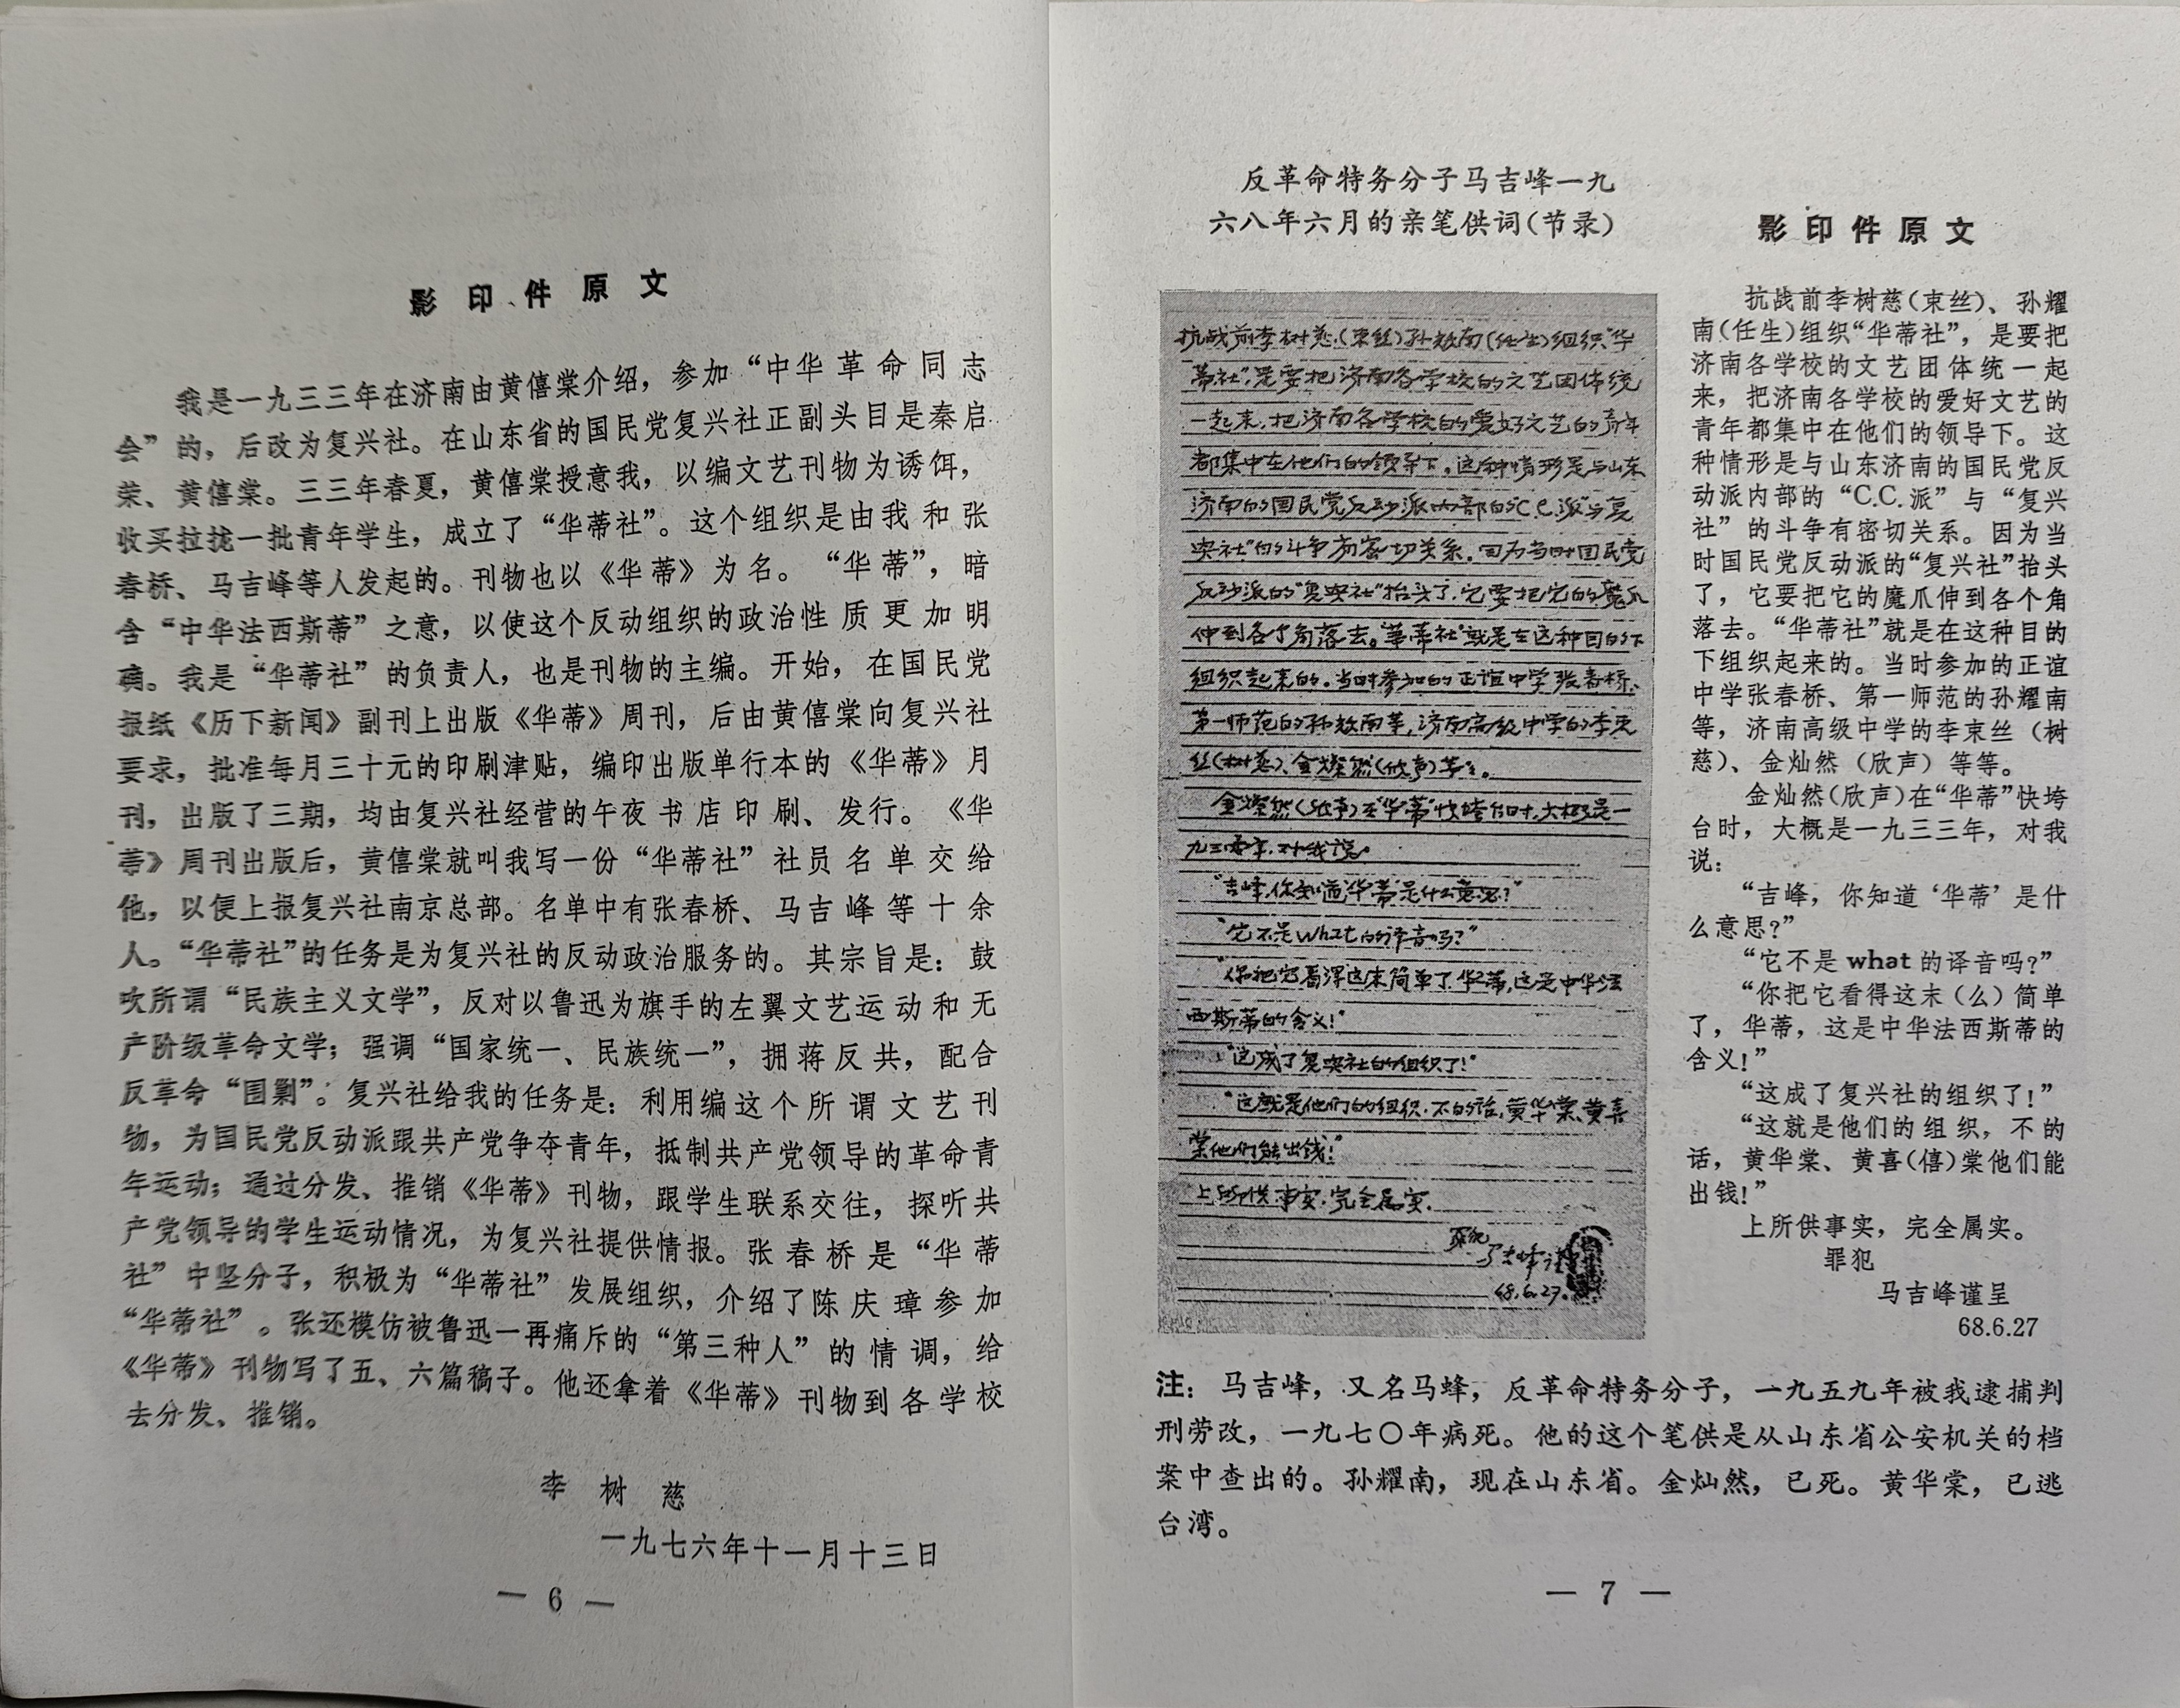 影印件原文
我是一九三三年在济南由黄僖棠介绍，参加“中华革命同志
会”的，后改为复兴社。在山东省的国民党复兴社正副头目是秦启
荣、黄僖棠。三三年春夏，黄僖棠授意我，以编文艺刊物为诱饵，
收买拉拢一批青年学生，成立了“华蒂社”。这个组织是由我和张
春桥、马吉峰等人发起的。刊物也以《华蒂》为名。“华蒂”，暗
含“中华法西斯蒂”之意，以使这个反动组织的政治性质更加明
确。我是“华蒂社”的负责人，也是刊物的主编。开始，在国民党
报纸《历下新闻》副刊上出版《华蒂》周刊，后由黄僖棠向复兴社
要求，批准每月三十元的印刷津贴，编印出版单行本的《华蒂》月
刊，出版了三期，均由复兴社经营的午夜书店印刷、发行。《华
蒂》周刊出版后，黄僖棠就叫我写一份“华蒂社”社员名单交给
他，以便上报复兴社南京总部。名单中有张春桥、马吉峰等十余
人。“华蒂社”的任务是为复兴社的反动政治服务的。其宗旨是：鼓
吹所谓“民族主义文学”，反对以鲁迅为旗手的左翼文艺运动和无
产阶级革命文学；强调“国家统一、民族统一”，拥蒋反共，配合
反革命“围剿”。复兴社给我的任务是：利用编这个所谓文艺刊
物，为国民党反动派跟共产党争夺青年，抵制共产党领导的革命青
年运动；通过分发、推销《华蒂》刊物，跟学生联系交往，探听共
产党领导的学生运动情况，为复兴社提供情报。张春桥是“华蒂
社”中坚分子，积极为“华蒂社”发展组织，介绍了陈庆璋参加
“华蒂社”。张还模仿被鲁迅一再痛斥的“第三种人”的情调，给
《华蒂》刊物写了五、六篇稿子。他还拿着《华蒂》刊物到各学校
去分发、推销。
李树慈
一九七六年十一月十三日
— 6 —
反革命特务分子马吉峰一九
六八年六月的亲笔供词（节录）
抗战前李树慈（束丝）孙耀南（任生）组织“华
蒂社”，是要把济南各学校的文艺团体统
一起来，把济南各学校的爱好文艺的青年
都集中在他们的领导下。这种情形是与山东
济南的国民党反动派内部的“C.C.派”与“复
兴社”的斗争有密切关系。因为当时国民党
反动派的“复兴社”抬头了，它要把它的魔爪
伸到各个角落去。“华蒂社”就是在这种目的下
组织起来的。当时参加的正谊中学张春桥、
第一师范的孙耀南等，济南高级中学的李束
丝（树慈）、金灿然（欣声）等等。
金灿然（欣声）在“华蒂”快垮台时，大概是一
九三三年，对我说：
“吉峰，你知道‘华蒂’是什么意思？”
“它不是what的译音吗？”
“你把它看得这末简单了，华蒂，这是中华法
西斯蒂的含义！”
“这成了复兴社的组织了！”
“这就是他们的组织，不的话，黄华棠、黄喜
棠他们能出钱！”
上所供事实，完全属实。
罪犯
马吉峰谨呈
68.6.27.
影印件原文
抗战前李树慈（束丝）、孙耀
南（任生）组织“华蒂社”，是要把
济南各学校的文艺团体统一起
来，把济南各学校的爱好文艺的
青年都集中在他们的领导下。这
种情形是与山东济南的国民党反
动派内部的“C.C.派”与“复兴
社”的斗争有密切关系。因为当
时国民党反动派的“复兴社”抬头
了，它要把它的魔爪伸到各个角
落去。“华蒂社”就是在这种目的
下组织起来的。当时参加的正谊
中学张春桥、第一师范的孙耀南
等，济南高级中学的李束丝（树
慈）、金灿然（欣声）等等。
金灿然（欣声）在“华蒂”快垮
台时，大概是一九三三年，对我
说：
“吉峰，你知道‘华蒂’是什
么意思？”
“它不是what的译音吗？”
“你把它看得这末（么）简单
了，华蒂，这是中华法西斯蒂的
含义！”
“这成了复兴社的组织了！”
“这就是他们的组织，不的
话，黄华棠、黄喜（僖）棠他们能
出钱！”
上所供事实，完全属实。
罪犯
马吉峰谨呈
68.6.27
注：马吉峰，又名马蜂，反革命特务分子，一九五九年被我逮捕判
刑劳改，一九七〇年病死。他的这个笔供是从山东省公安机关的档
案中查出的。孙耀南，现在山东省。金灿然，已死。黄华棠，已逃
台湾。
— 7 —